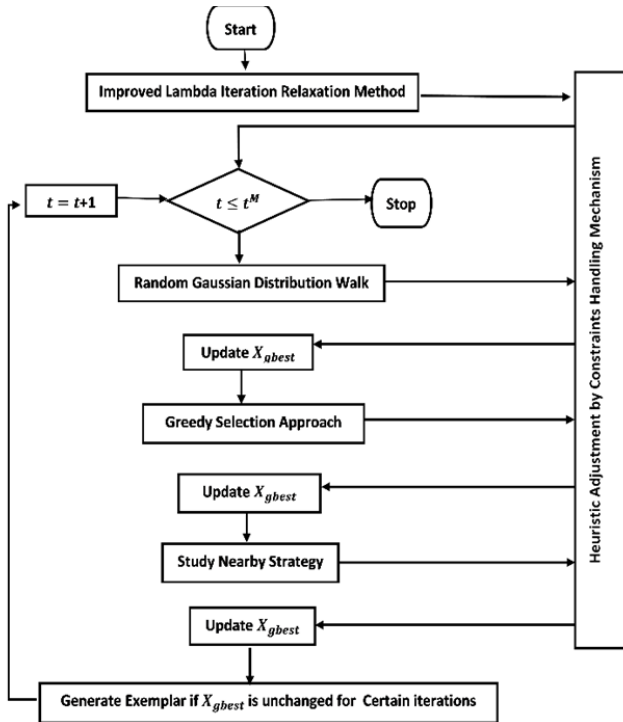 Start
Improved Lambda Iteration Relaxation Method
t = t+1
t ≤ t^M
Stop
Random Gaussian Distribution Walk
Update X_gbest
Greedy Selection Approach
Update X_gbest
Study Nearby Strategy
Update X_gbest
Generate Exemplar if X_gbest is unchanged for Certain iterations
Heuristic Adjustment by Constraints Handling Mechanism